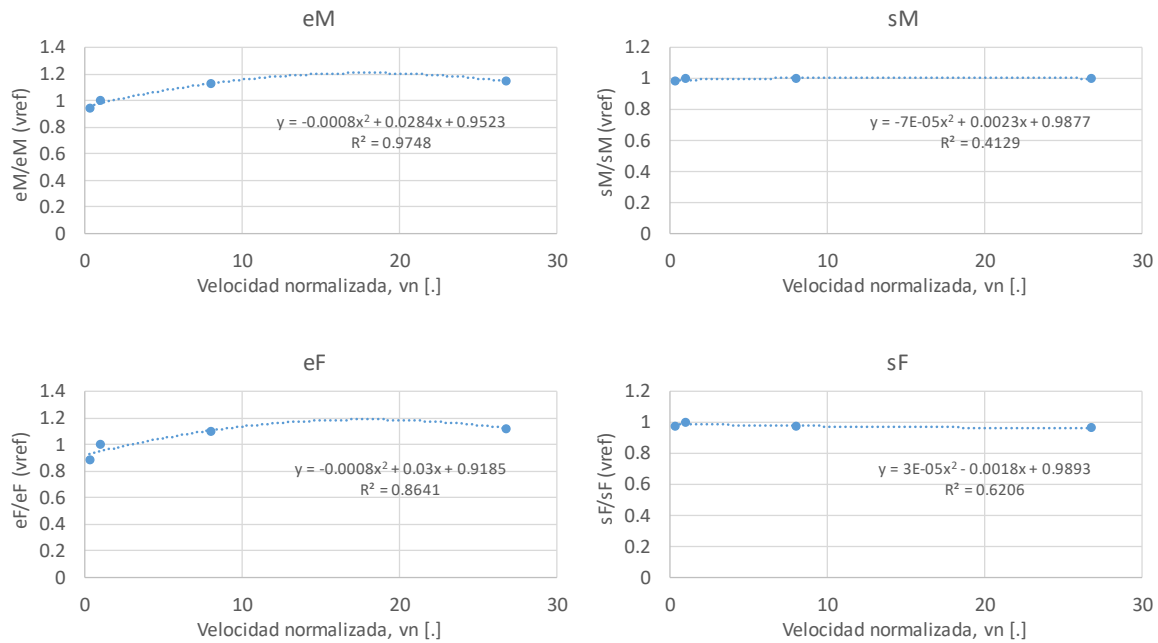 eM
1.4
1.2
1
0.8
0.6
0.4
0.2
0
eM/eM (vref)
y = -0.0008x² + 0.0284x + 0.9523
R² = 0.9748
0 10 20 30
Velocidad normalizada, vn [.]
sM
1.2
1
0.8
0.6
0.4
0.2
0
sM/sM (vref)
y = -7E-05x² + 0.0023x + 0.9877
R² = 0.4129
0 10 20 30
Velocidad normalizada, vn [.]
eF
1.4
1.2
1
0.8
0.6
0.4
0.2
0
eF/eF (vref)
y = -0.0008x² + 0.03x + 0.9185
R² = 0.8641
0 10 20 30
Velocidad normalizada, vn [.]
sF
1.2
1
0.8
0.6
0.4
0.2
0
sF/sF (vref)
y = 3E-05x² - 0.0018x + 0.9893
R² = 0.6206
0 10 20 30
Velocidad normalizada, vn [.]